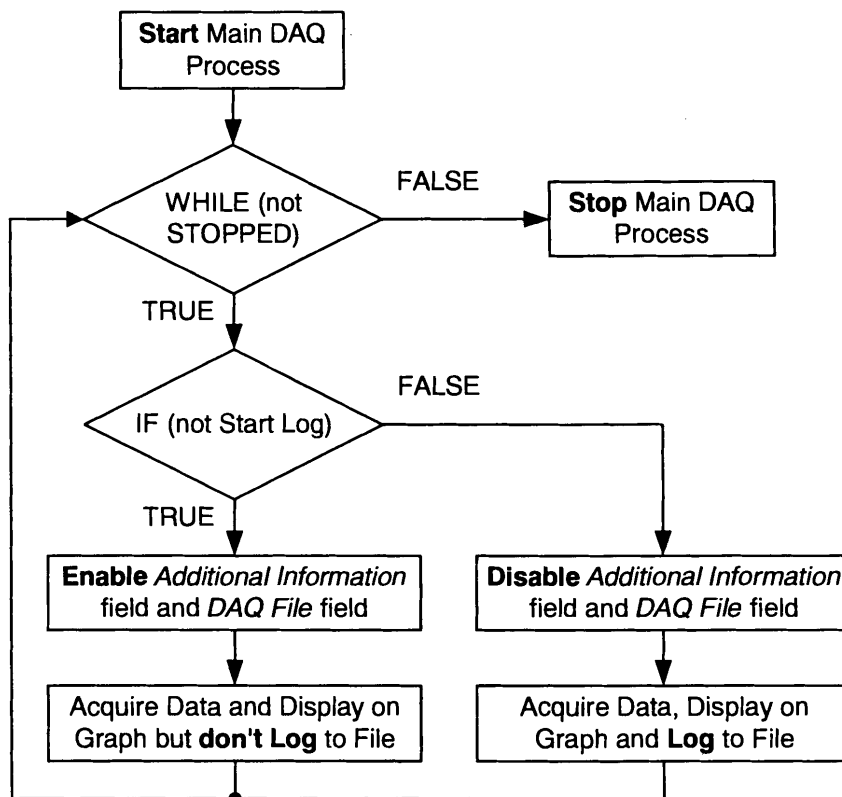 Start Main DAQ
Process
WHILE (not
STOPPED)
FALSE
Stop Main DAQ
Process
TRUE
IF (not Start Log)
FALSE
TRUE
Enable Additional Information
field and DAQ File field
Disable Additional Information
field and DAQ File field
Acquire Data and Display on
Graph but don't Log to File
Acquire Data, Display on
Graph and Log to File